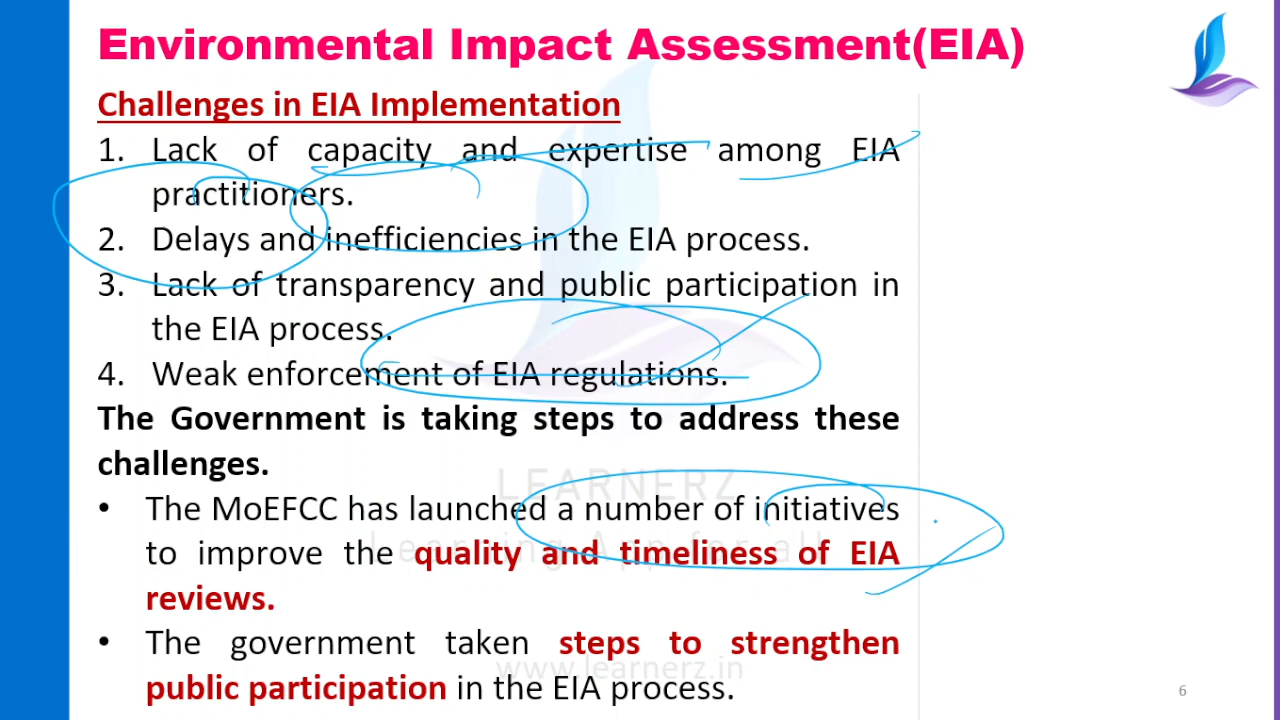 Environmental Impact Assessment(EIA)
Challenges in EIA Implementation
1. Lack of capacity and expertise among EIA
practitioners.
2. Delays and inefficiencies in the EIA process.
3. Lack of transparency and public participation in
the EIA process.
4. Weak enforcement of EIA regulations.
The Government is taking steps to address these
challenges.
LEARNERZ
• The MoEFCC has launched a number of initiatives
to improve the quality and timeliness of EIA
Learning App for all
reviews.
• The government taken steps to strengthen
www.learnerz.in
public participation in the EIA process.
6